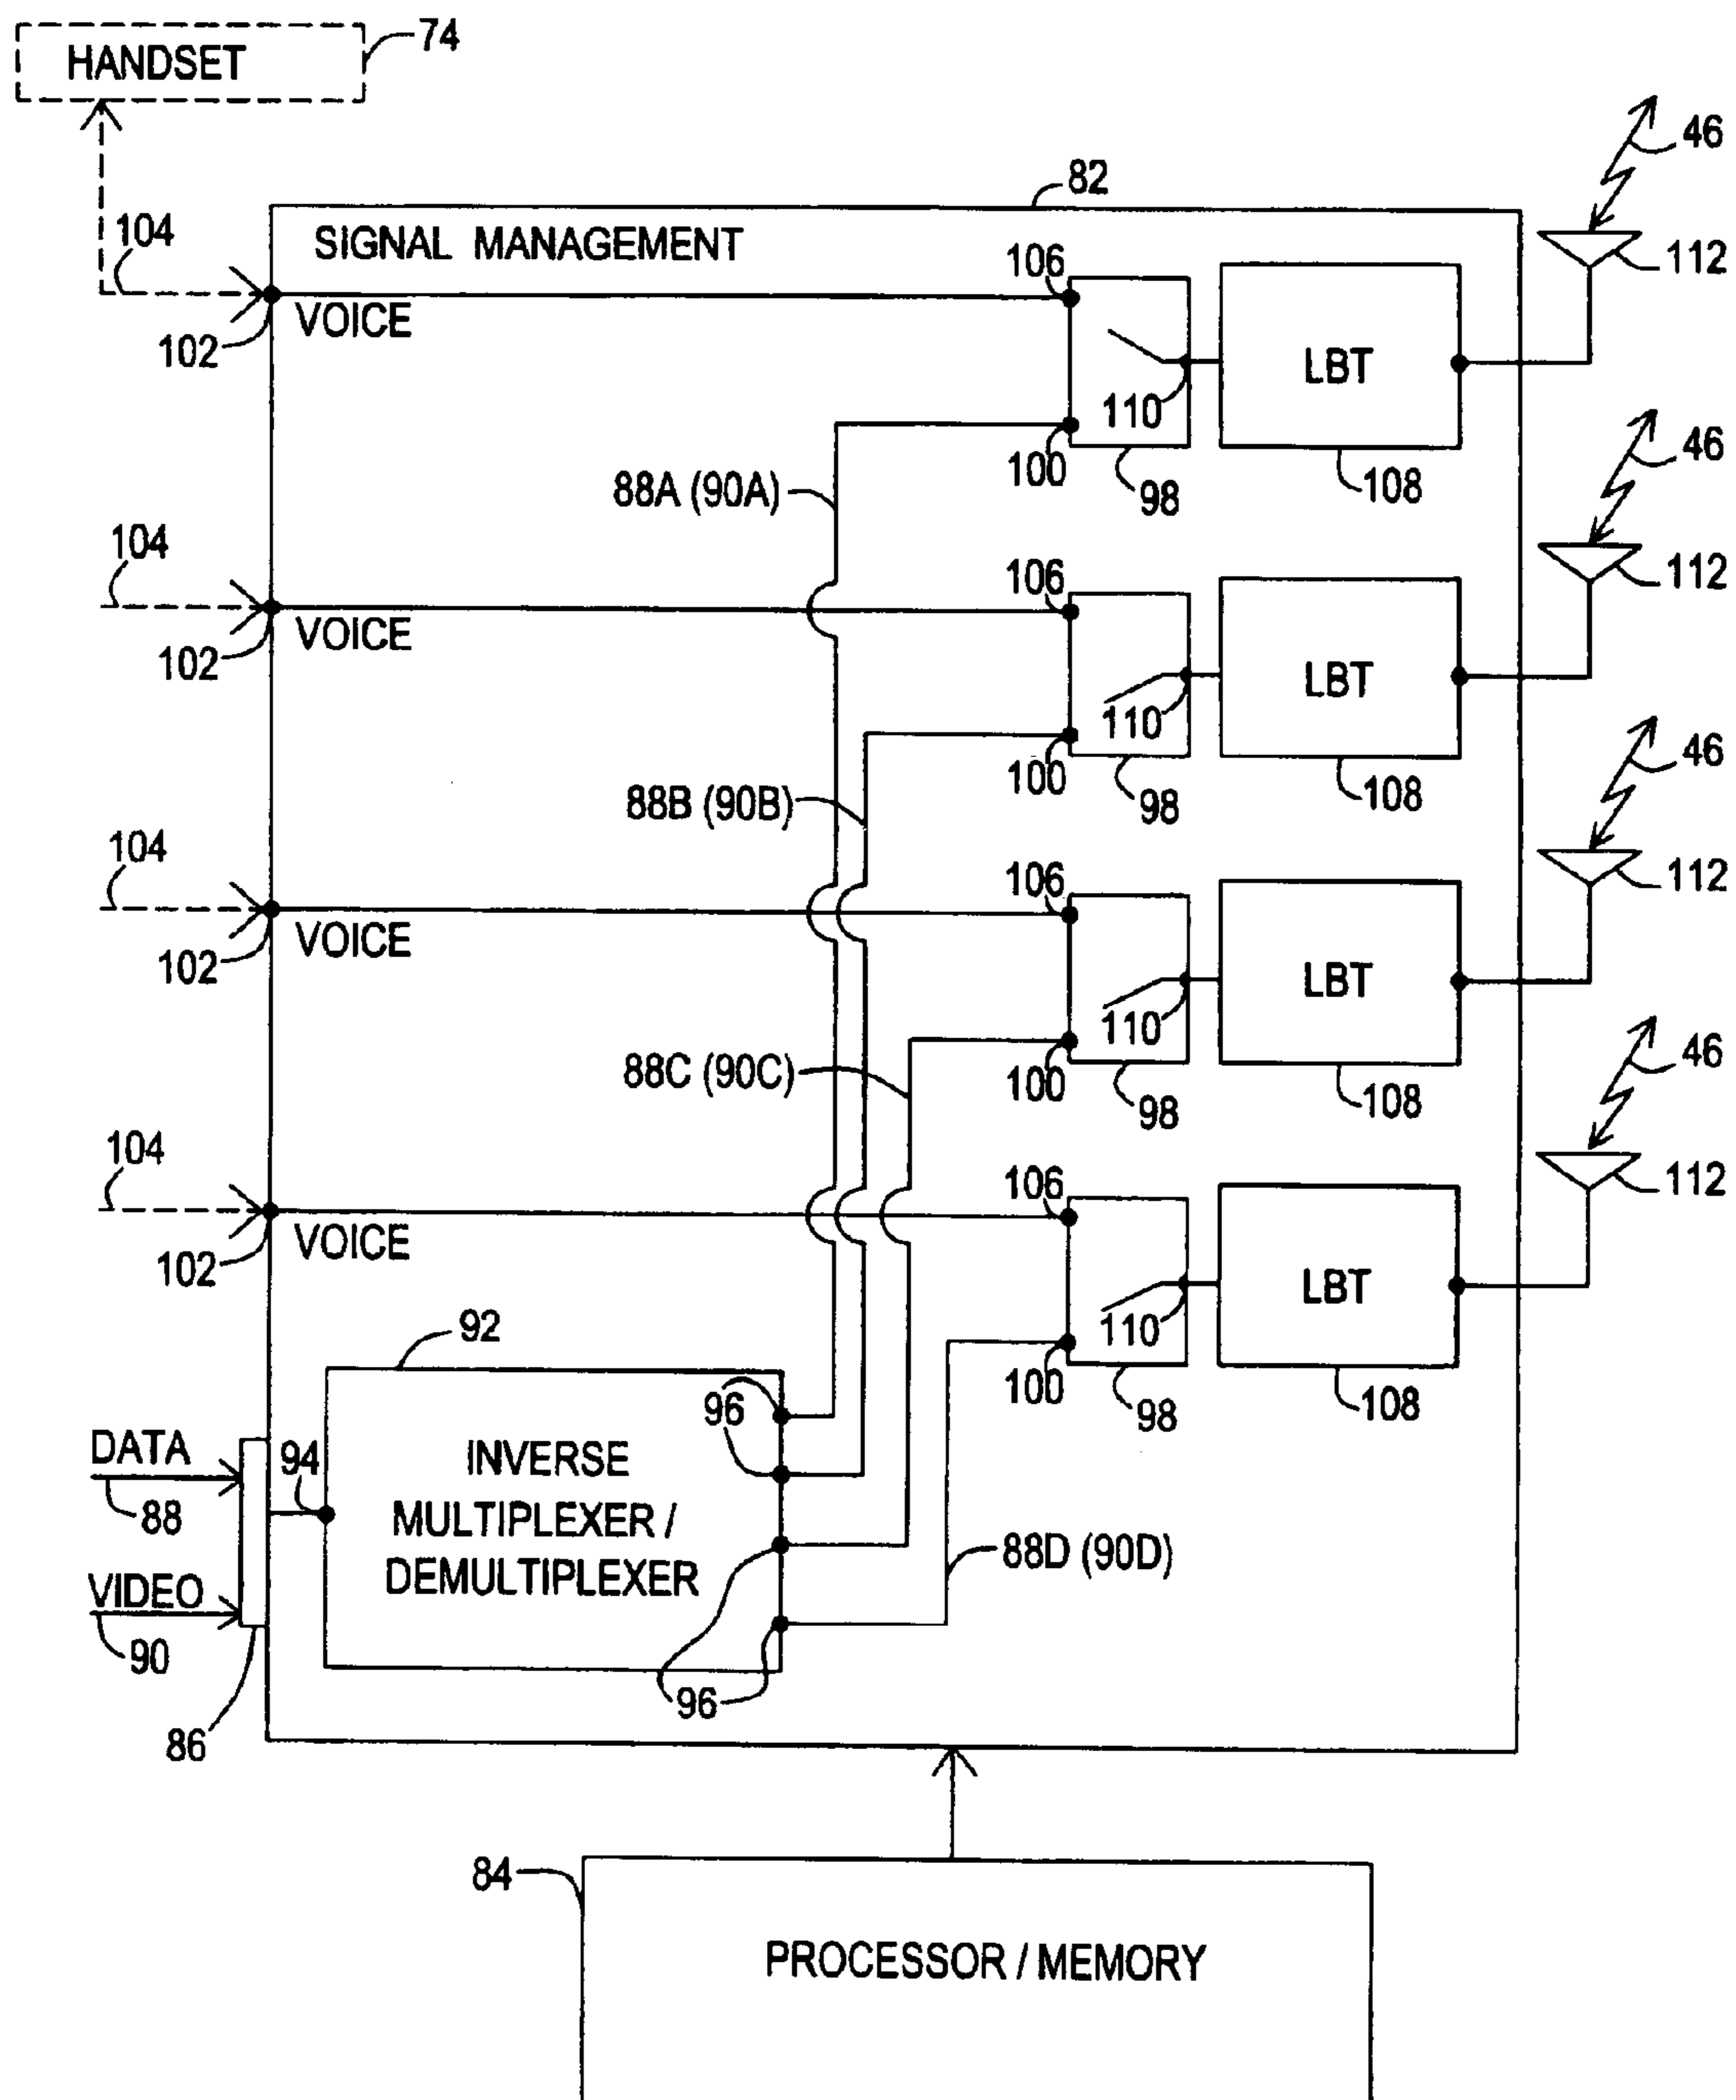 HANDSET
74
46
82
104
SIGNAL MANAGEMENT
106
112
VOICE
102
LBT
110
100
98
108
88A (90A)
46
104
106
112
VOICE
102
LBT
110
100
98
108
88B (90B)
46
104
106
112
VOICE
102
LBT
110
100
98
108
88C (90C)
46
104
106
112
VOICE
102
LBT
110
100
98
108
92
96
DATA
94
88
INVERSE
MULTIPLEXER /
DEMULTIPLEXER
88D (90D)
VIDEO
90
96
86
84
PROCESSOR / MEMORY